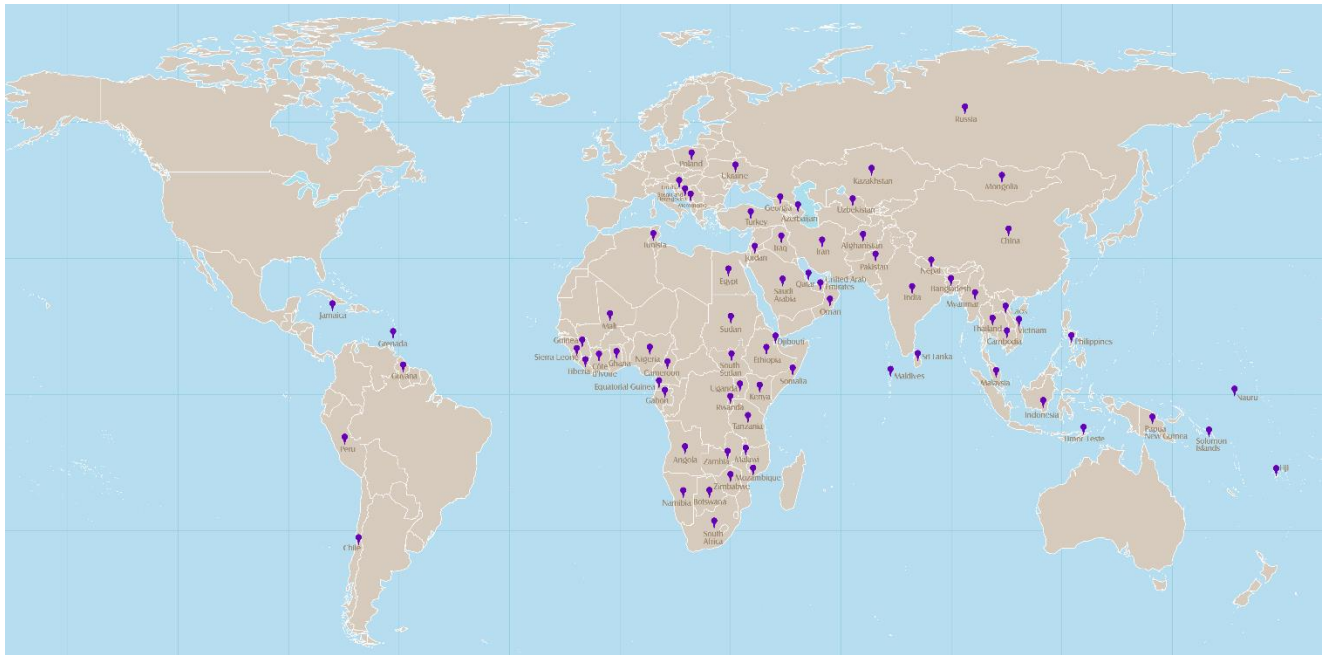 Russia
Poland
Ukraine
Kazakhstan
Mongolia
Georgia
Azerbaijan
Uzbekistan
Turkey
China
Tunisia
Jordan
Iraq
Iran
Afghanistan
Pakistan
Nepal
Egypt
Saudi
Arabia
Qatar
United Arab
Emirates
Oman
India
Bangladesh
Myanmar
Jamaica
Mali
Sudan
Laos
Thailand
Vietnam
Cambodia
Philippines
Grenada
Guinea
Sierra Leone
Liberia
Côte
d'Ivoire
Ghana
Nigeria
Cameroon
South
Sudan
Djibouti
Ethiopia
Somalia
Sri Lanka
Maldives
Malaysia
Guyana
Equatorial Guinea
Gabon
Uganda
Kenya
Rwanda
Tanzania
Indonesia
Nauru
Timor Leste
Papua
New Guinea
Solomon
Islands
Peru
Angola
Zambia
Malawi
Mozambique
Zimbabwe
Fiji
Namibia
Botswana
South
Africa
Chile